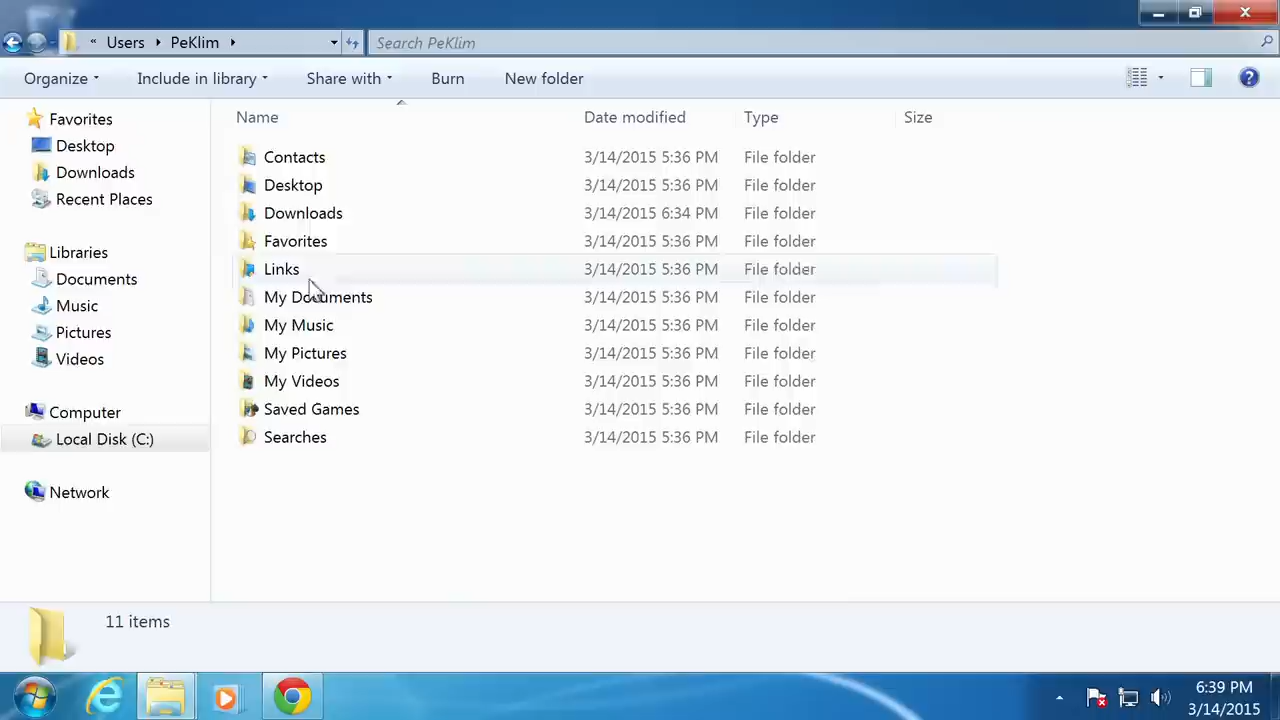 « Users PeKlim Search PeKlim
Organize Include in library Share with Burn New folder
Name Date modified Type Size
Favorites
Desktop
Downloads
Recent Places
Libraries
Documents
Music
Pictures
Videos
Computer
Local Disk (C:)
Network
Contacts 3/14/2015 5:36 PM File folder
Desktop 3/14/2015 5:36 PM File folder
Downloads 3/14/2015 6:34 PM File folder
Favorites 3/14/2015 5:36 PM File folder
Links 3/14/2015 5:36 PM File folder
My Documents 3/14/2015 5:36 PM File folder
My Music 3/14/2015 5:36 PM File folder
My Pictures 3/14/2015 5:36 PM File folder
My Videos 3/14/2015 5:36 PM File folder
Saved Games 3/14/2015 5:36 PM File folder
Searches 3/14/2015 5:36 PM File folder
11 items
6:39 PM
3/14/2015